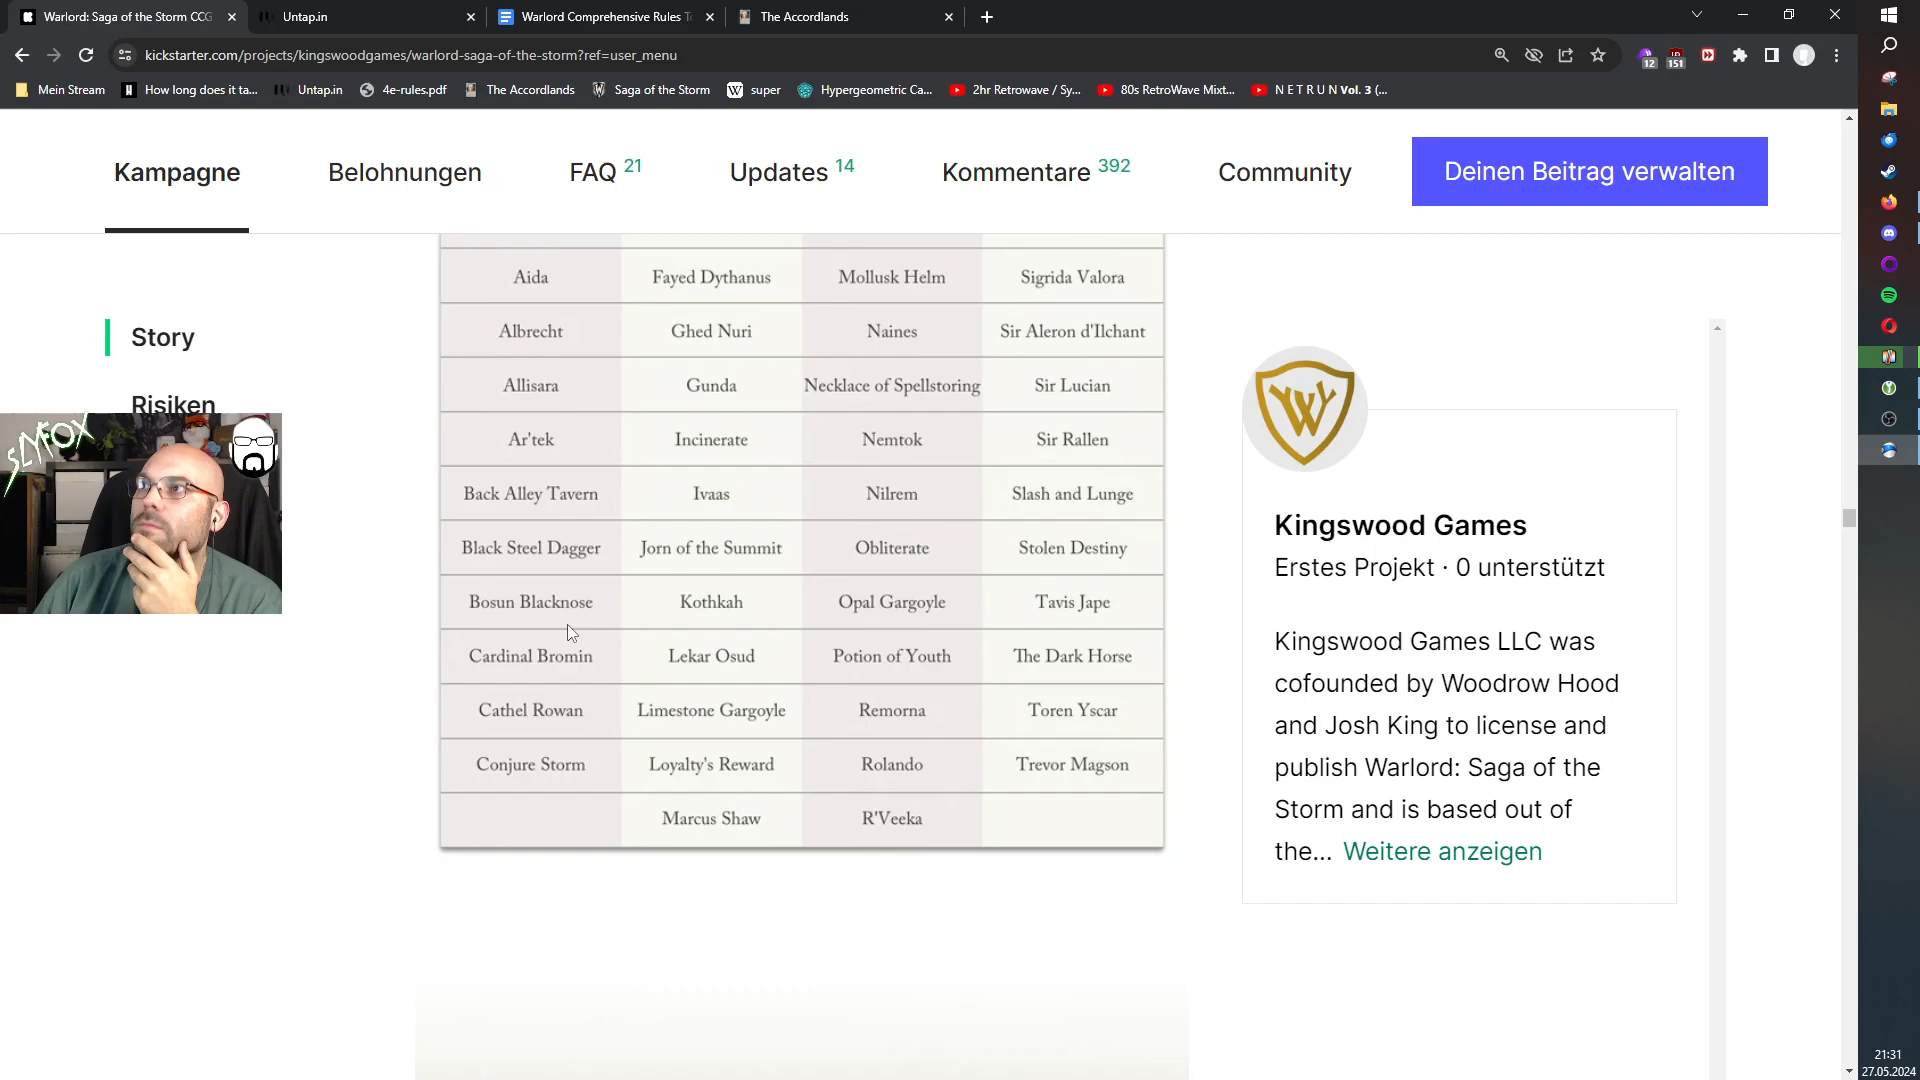 Warlord: Saga of the Storm CCG
Untap.in
Warlord Comprehensive Rules
The Accordlands
kickstarter.com/projects/kingswoodgames/warlord-saga-of-the-storm?ref=user_menu
12
151
Mein Stream
How long does it ta...
Untap.in
4e-rules.pdf
The Accordlands
Saga of the Storm
super
Hypergeometric Ca...
2hr Retrowave / Sy...
80s RetroWave Mixt...
N E T R U N Vol. 3 (...
Kampagne
Belohnungen
FAQ 21
Updates 14
Kommentare 392
Community
Deinen Beitrag verwalten
Story
Risiken
SLMFOX
Aida Fayed Dythanus Mollusk Helm Sigrida Valora
Albrecht Ghed Nuri Naines Sir Aleron d'Ilchant
Allisara Gunda Necklace of Spellstoring Sir Lucian
Ar'tek Incinerate Nemtok Sir Rallen
Back Alley Tavern Ivaas Nilrem Slash and Lunge
Black Steel Dagger Jorn of the Summit Obliterate Stolen Destiny
Bosun Blacknose Kothkah Opal Gargoyle Tavis Jape
Cardinal Bromin Lekar Osud Potion of Youth The Dark Horse
Cathel Rowan Limestone Gargoyle Remorna Toren Yscar
Conjure Storm Loyalty's Reward Rolando Trevor Magson
Marcus Shaw R'Veeka
Kingswood Games
Erstes Projekt · 0 unterstützt
Kingswood Games LLC was
cofounded by Woodrow Hood
and Josh King to license and
publish Warlord: Saga of the
Storm and is based out of
the... Weitere anzeigen
21:31
27.05.2024